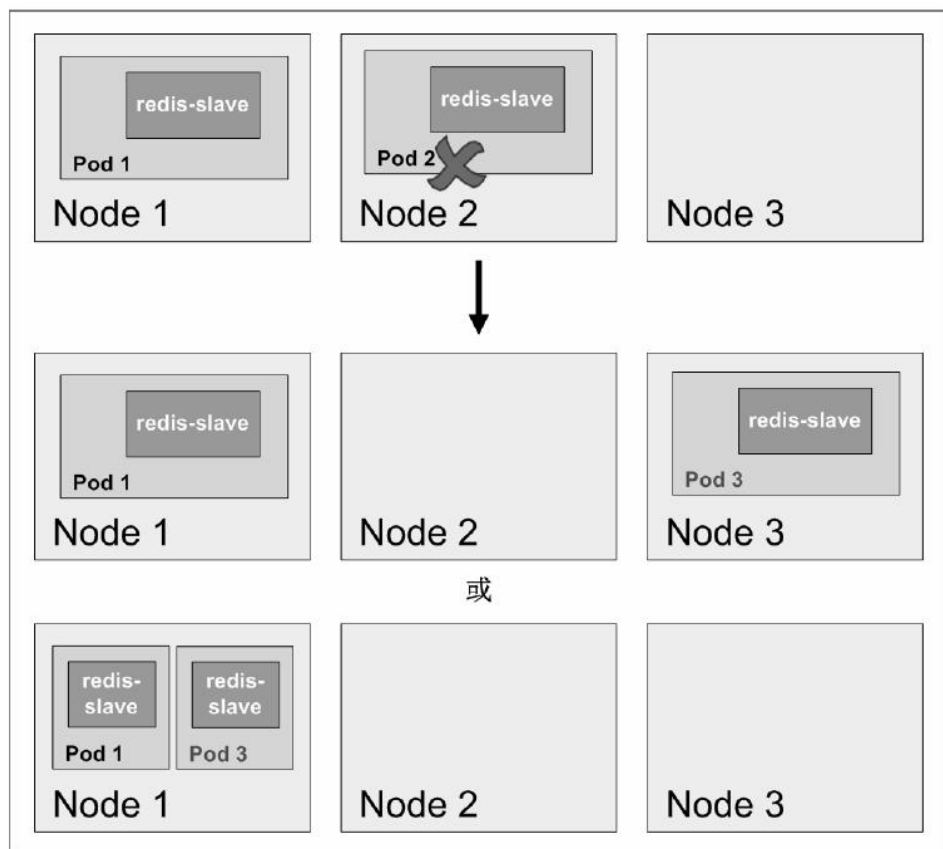 redis-slave
Pod 1
Node 1
redis-slave
Pod 2
Node 2
Node 3
redis-slave
Pod 1
Node 1
Node 2
redis-slave
Pod 3
Node 3
或
redis-
slave
Pod 1
redis-
slave
Pod 3
Node 1
Node 2
Node 3